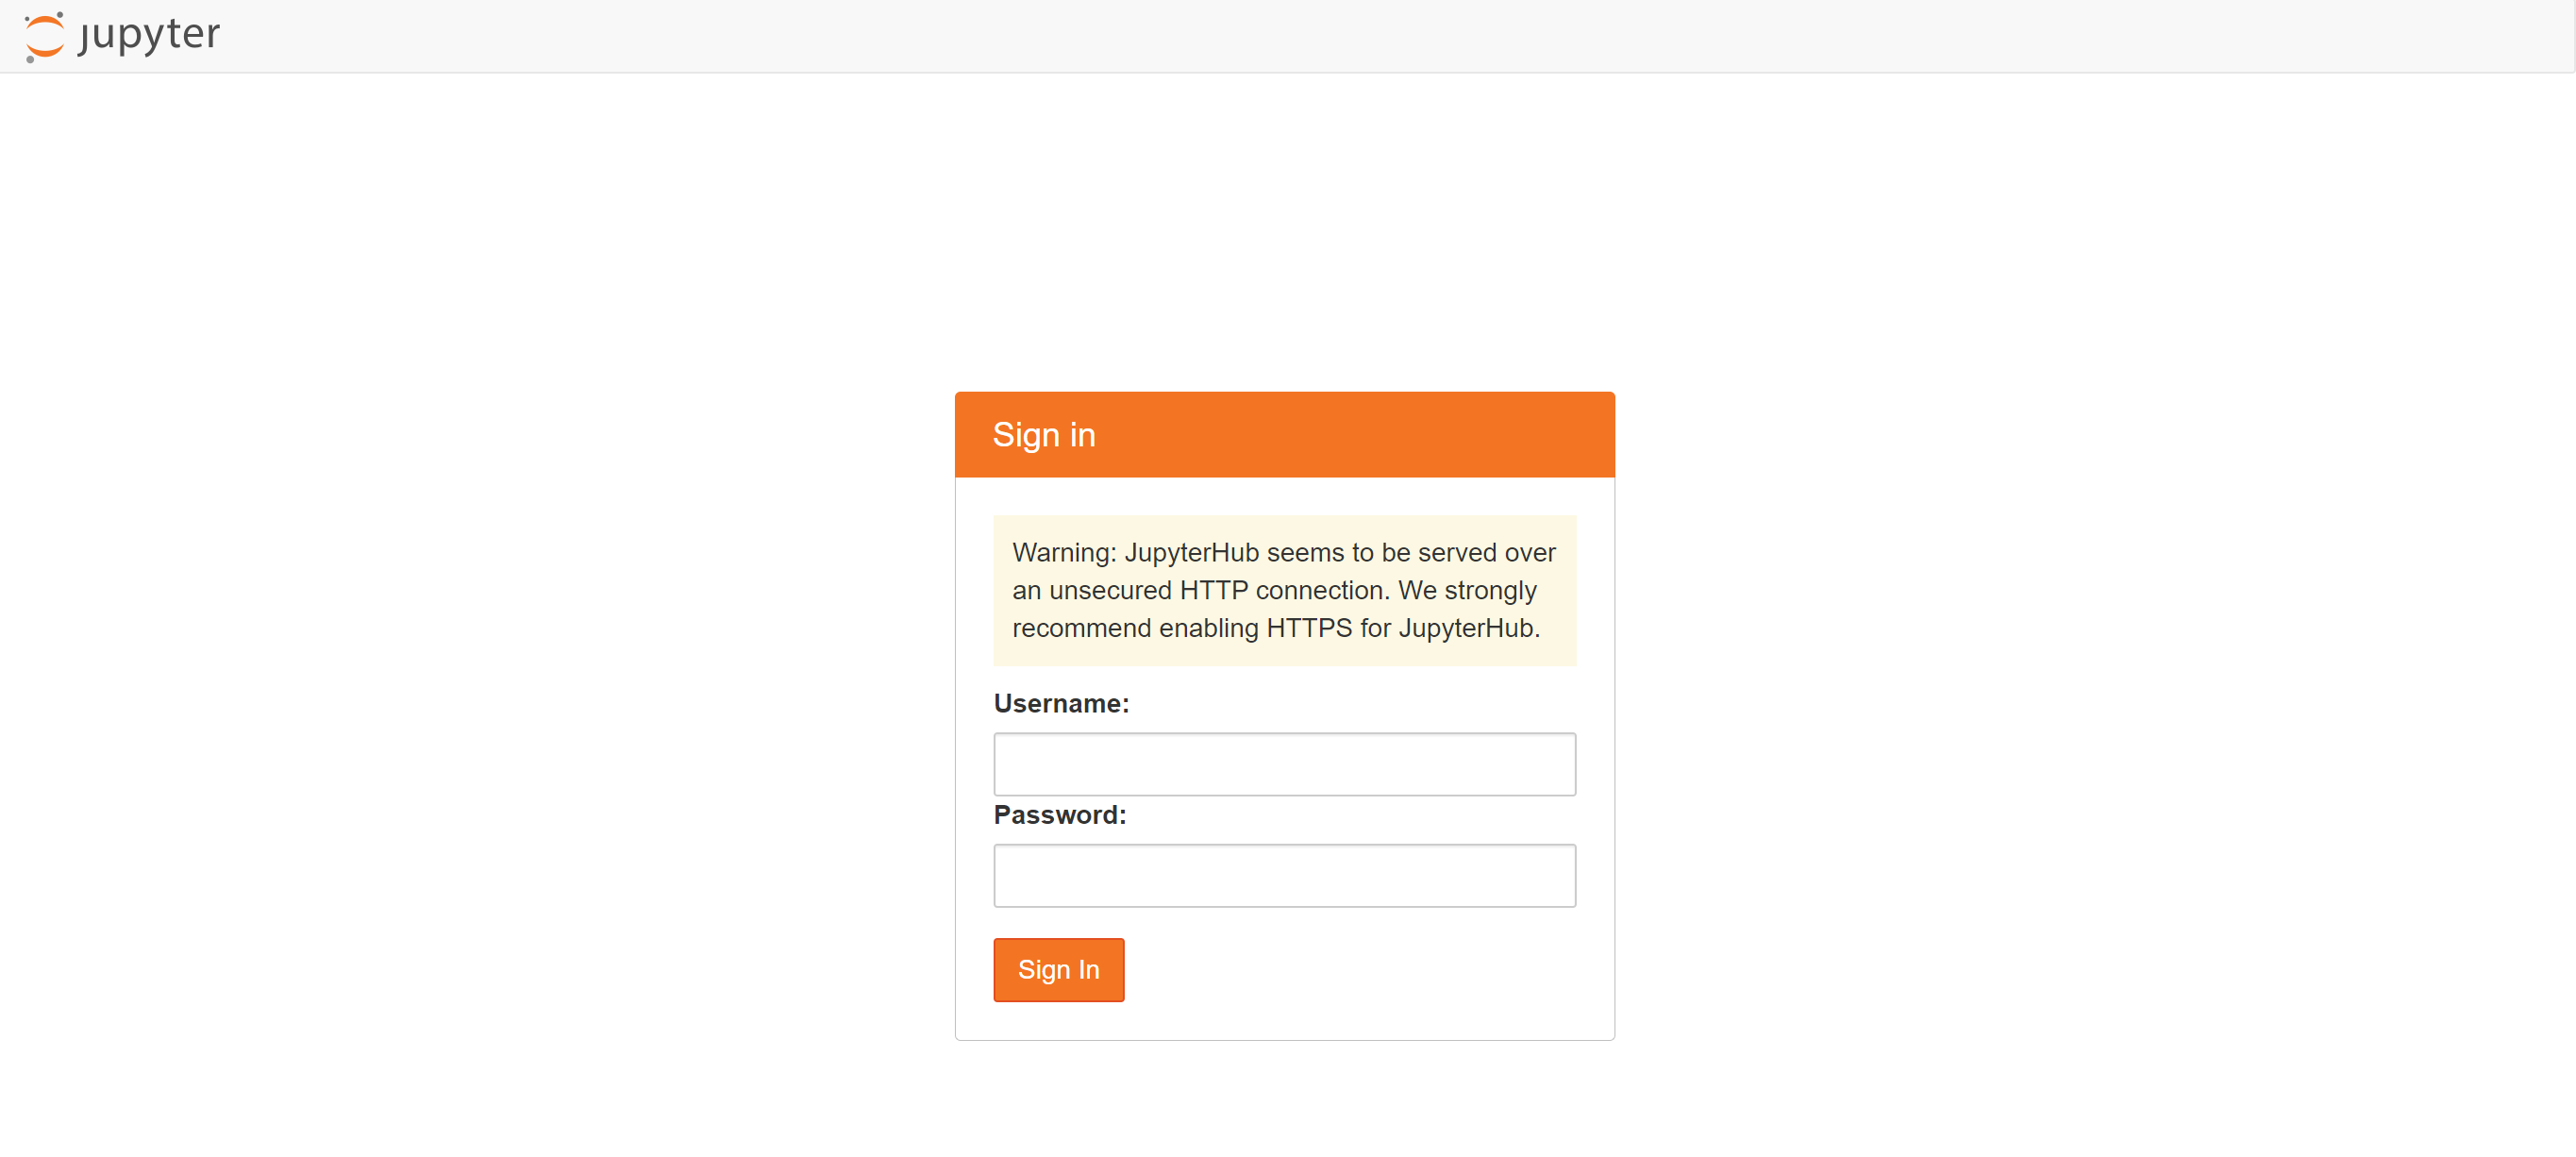 jupyter
Sign in
Warning: JupyterHub seems to be served over
an unsecured HTTP connection. We strongly
recommend enabling HTTPS for JupyterHub.
Username:
Password:
Sign In